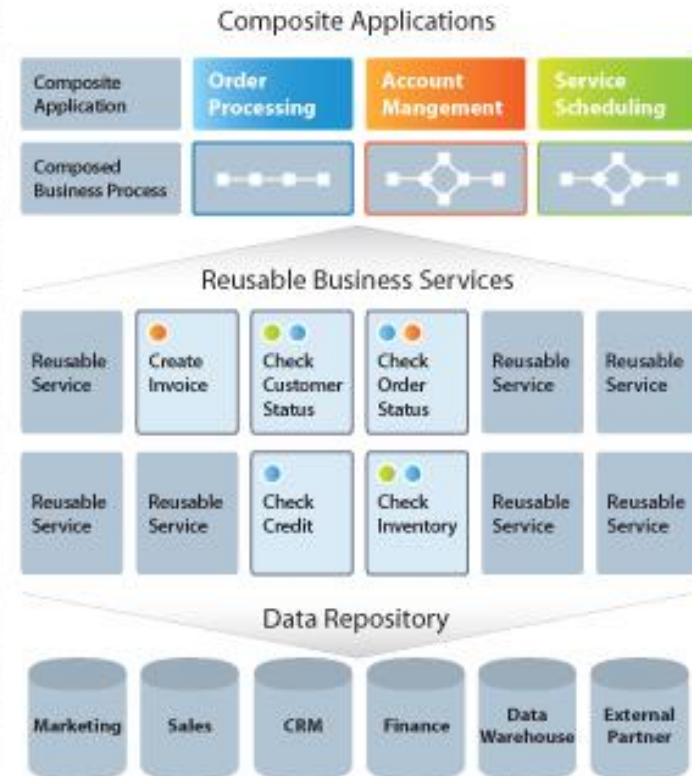 Composite Applications
Composite
Application
Order
Processing
Account
Mangement
Service
Scheduling
Composed
Business Process
Reusable Business Services
Reusable
Service
Create
Invoice
Check
Customer
Status
Check
Order
Status
Reusable
Service
Reusable
Service
Reusable
Service
Reusable
Service
Check
Credit
Check
Inventory
Reusable
Service
Reusable
Service
Data Repository
Marketing
Sales
CRM
Finance
Data
Warehouse
External
Partner